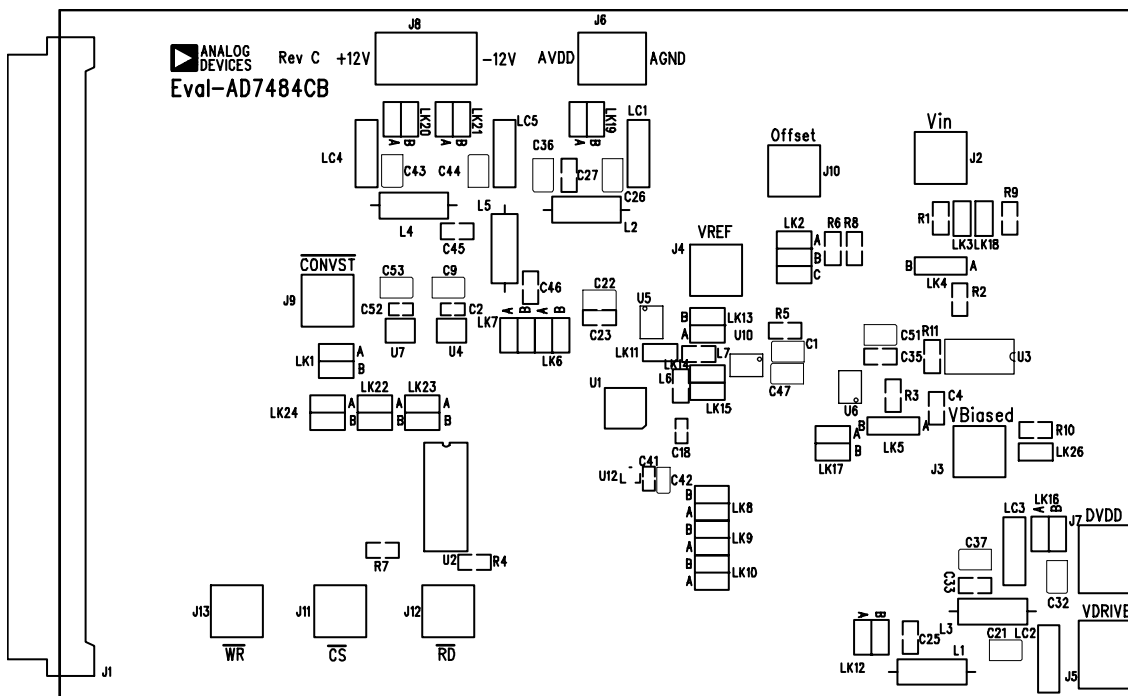 J8
J6
ANALOG
DEVICES
Rev C
+12V
-12V
AVDD
AGND
Eval-AD7484CB
LK20
A
B
LK21
A
B
LC5
LK19
A
B
LC1
LC4
C43
C44
C36
C27
C26
Offset
J10
Vin
J2
L4
L5
L2
C45
R1
LK3
LK18
R9
LK2
A
B
C
R6
R8
VREF
J4
CONVST
J9
C53
C9
C46
C22
C52
C2
C23
U7
U4
LK7
A
B
A
B
LK6
U5
B
A
LK13
U10
R5
C1
C47
B
A
LK4
R2
C51
C35
R11
U3
LK1
A
B
LK11
LK14
L7
L6
LK15
U1
LK24
LK22
A
B
LK23
A
B
C18
U6
R3
C4
B
A
LK5
VBiased
J3
R10
LK26
A
B
LK17
U12
C41
C42
B
A
LK8
B
A
LK9
B
A
LK10
U2
R7
R4
LC3
LK16
A
B
J7
DVDD
C37
C33
C32
J13
J11
J12
WR
CS
RD
A
B
LK12
C25
L3
L1
C21
LC2
VDRIVE
J5
J1